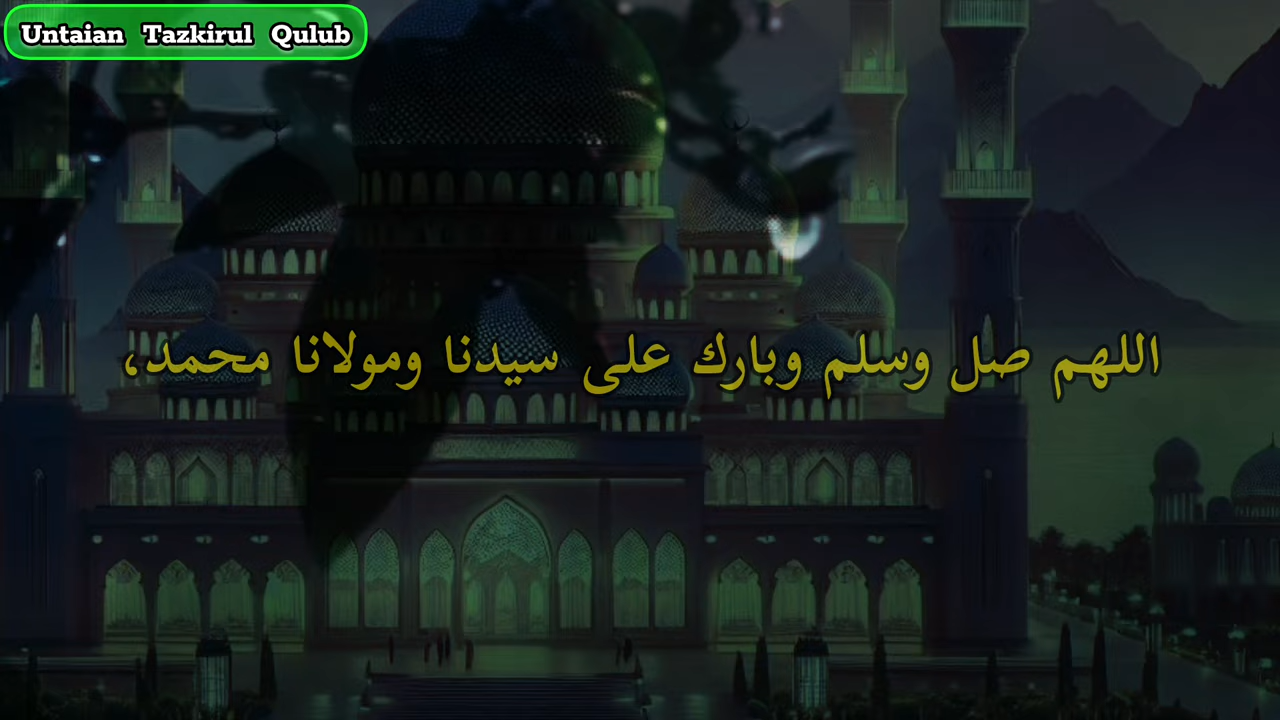 Untaian Tazkirul Qulub
اللهم صل وسلم وبارك على سيدنا ومولانا محمد،